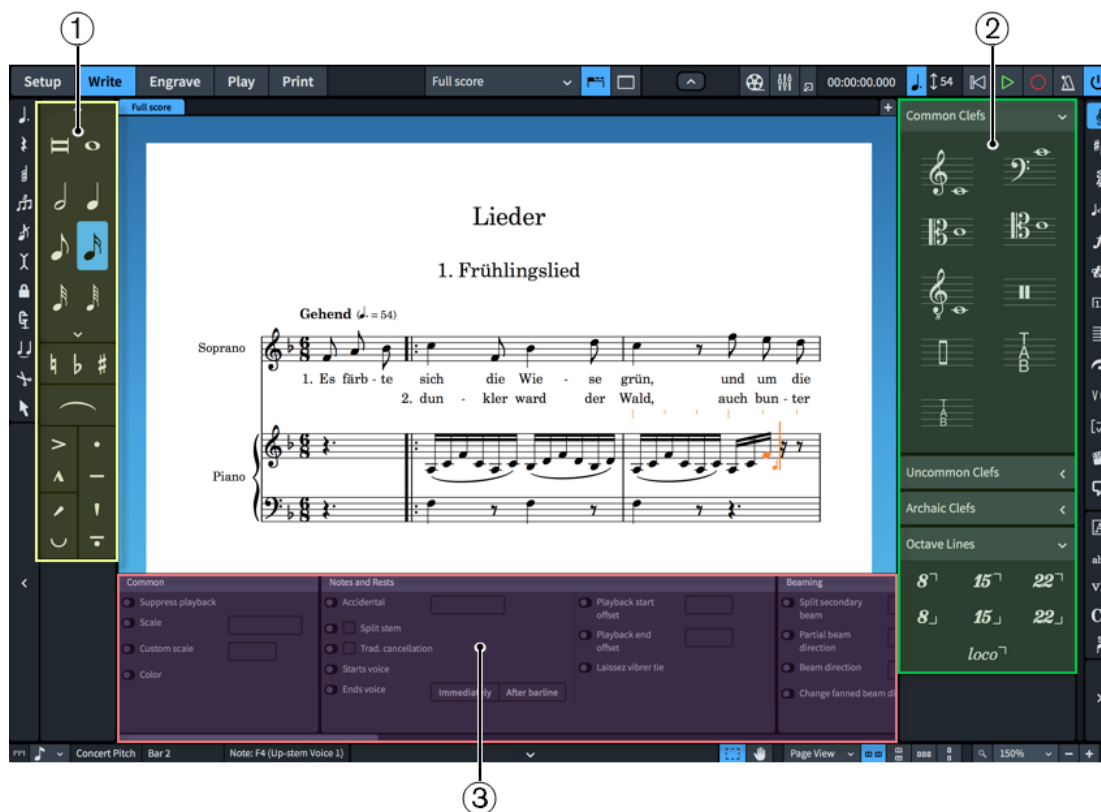 1
2
Setup Write Engrave Play Print Full score 00:00:00.000 54
Full score
Common Clefs
Lieder
1. Frühlingslied
Gehend (♩. = 54)
Soprano
1. Es färb - te sich die Wie - se grün, und um die
2. dun - kler ward der Wald, auch bun - ter
Piano
T
A
B
T
A
B
Uncommon Clefs
Archaic Clefs
Octave Lines
8 15 22
8 15 22
loco
Common
Suppress playback
Scale
Custom scale
Color
Notes and Rests
Accidental
Split stem
Trad. cancellation
Starts voice
Ends voice
Immediately After barline
Playback start
offset
Playback end
offset
Laissez vibrer tie
Beaming
Split secondary
beam
Partial beam
direction
Beam direction
Change fanned beam di
Concert Pitch Bar 2 Note: F4 (Up-stem Voice 1) Page View 150%
3